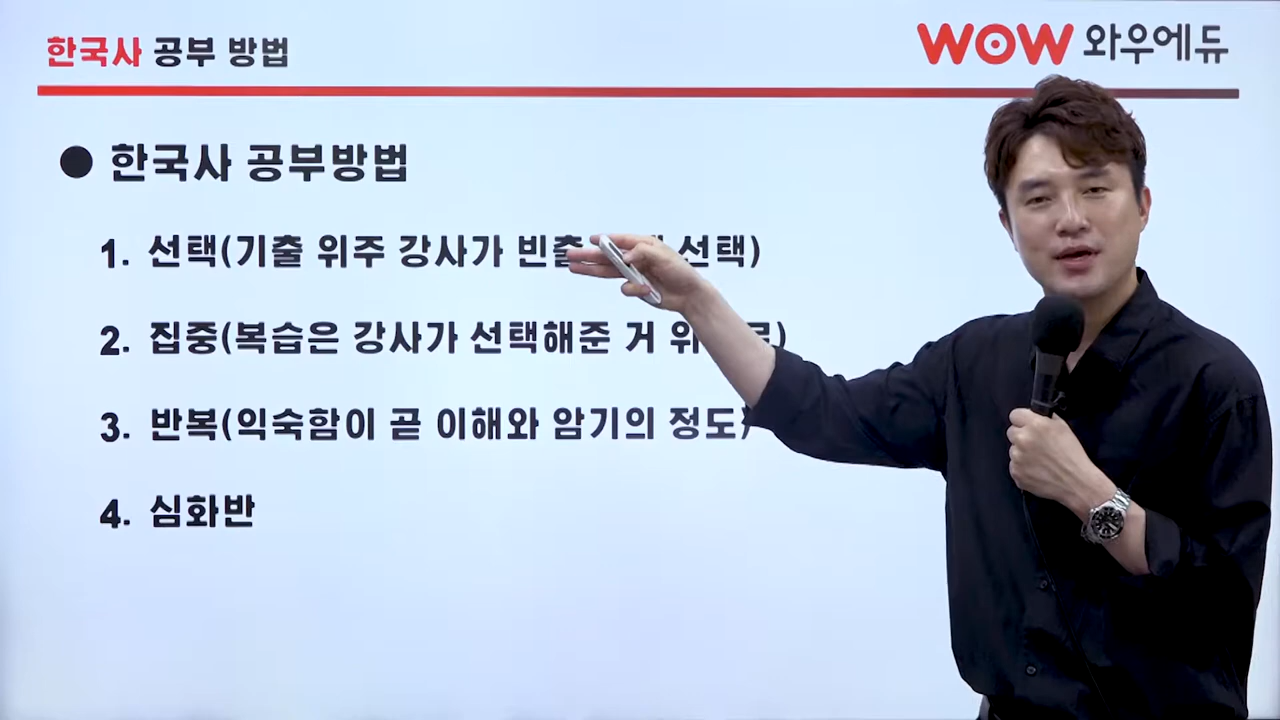 한국사 공부 방법
WOW 와우에듀
● 한국사 공부방법
1. 선택(기출 위주 강사가 선택)
2. 집중(복습은 강사가 선택해준 거
3. 반복(익숙함이 곧 이해와 암기의 정도)
4. 심화반